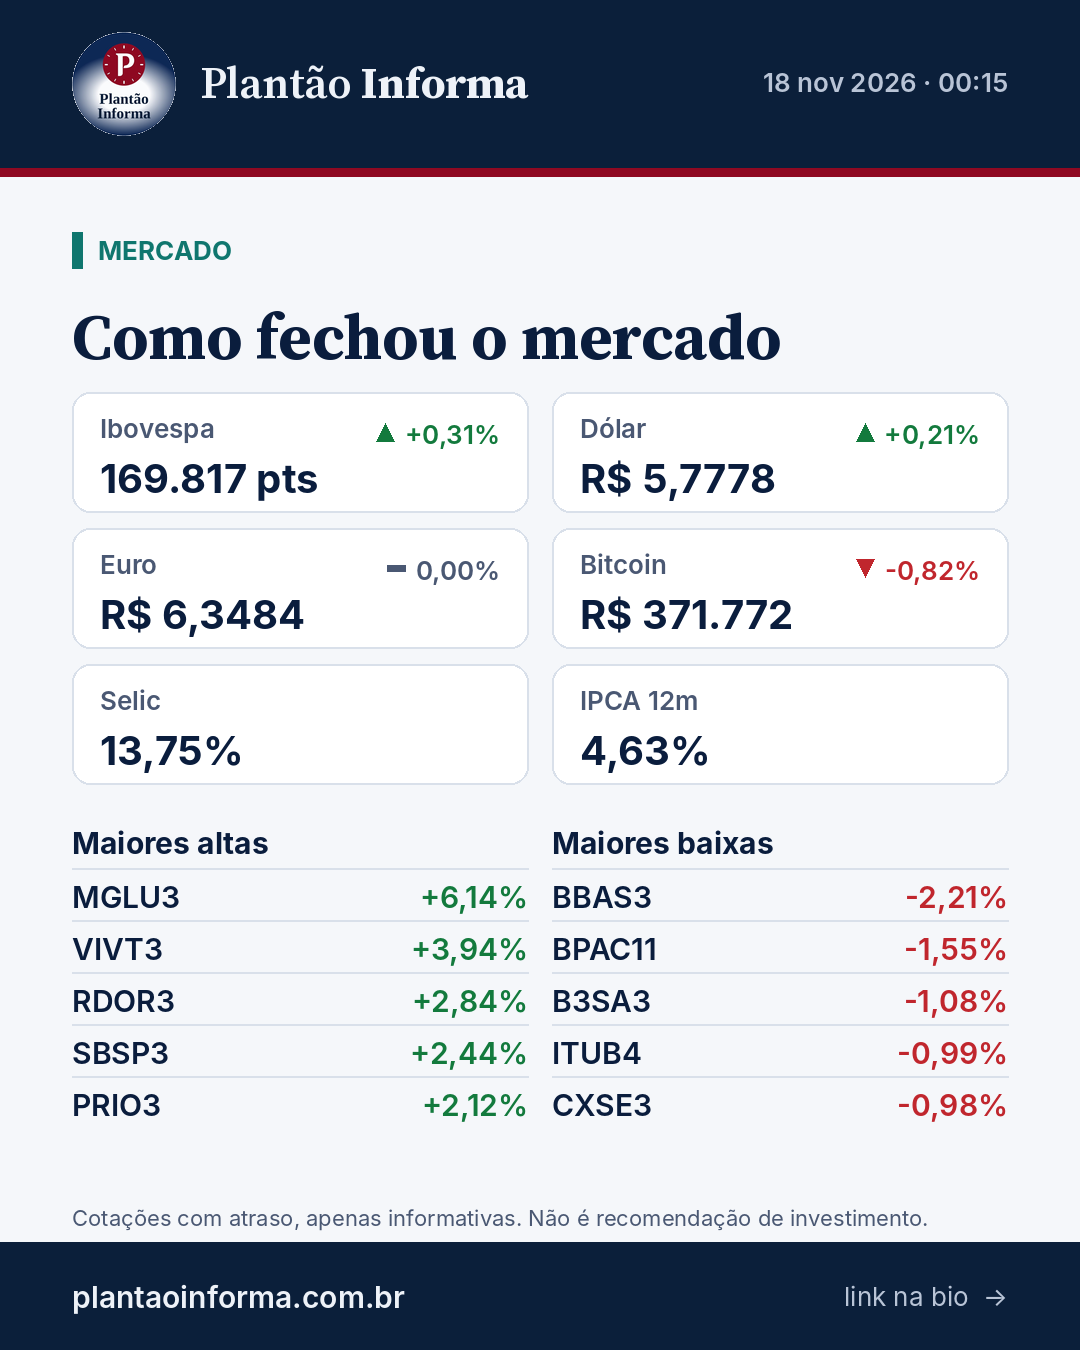 P
Plantão
Informa
Plantão Informa
18 nov 2026 · 00:15
MERCADO
Como fechou o mercado
Ibovespa
▲ +0,31%
169.817 pts
Dólar
▲ +0,21%
R$ 5,7778
Euro
▬ 0,00%
R$ 6,3484
Bitcoin
▼ -0,82%
R$ 371.772
Selic
13,75%
IPCA 12m
4,63%
Maiores altas
MGLU3 +6,14%
VIVT3 +3,94%
RDOR3 +2,84%
SBSP3 +2,44%
PRIO3 +2,12%
Maiores baixas
BBAS3 -2,21%
BPAC11 -1,55%
B3SA3 -1,08%
ITUB4 -0,99%
CXSE3 -0,98%
Cotações com atraso, apenas informativas. Não é recomendação de investimento.
plantaoinforma.com.br
link na bio →